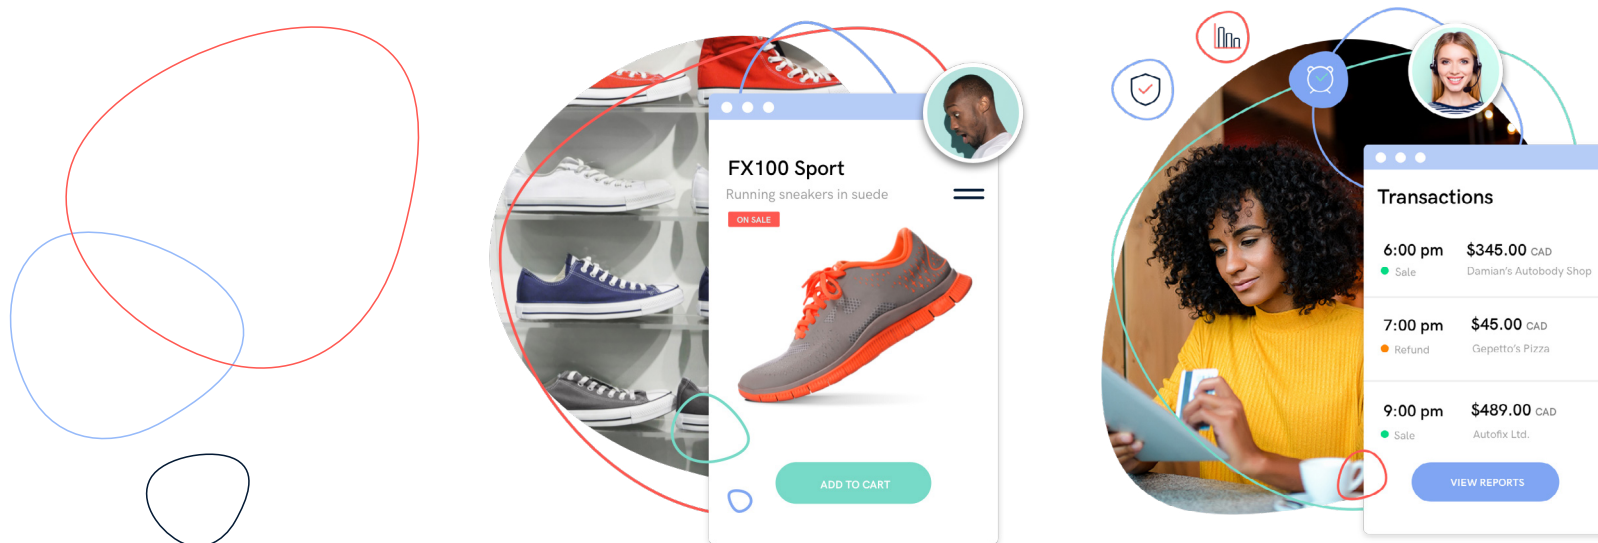 FX100 Sport
Running sneakers in suede
ON SALE
ADD TO CART
Transactions
6:00 pm $345.00 CAD
Sale Damian's Autobody Shop
7:00 pm $45.00 CAD
Refund Gepetto's Pizza
9:00 pm $489.00 CAD
Sale Autofix Ltd.
VIEW REPORTS